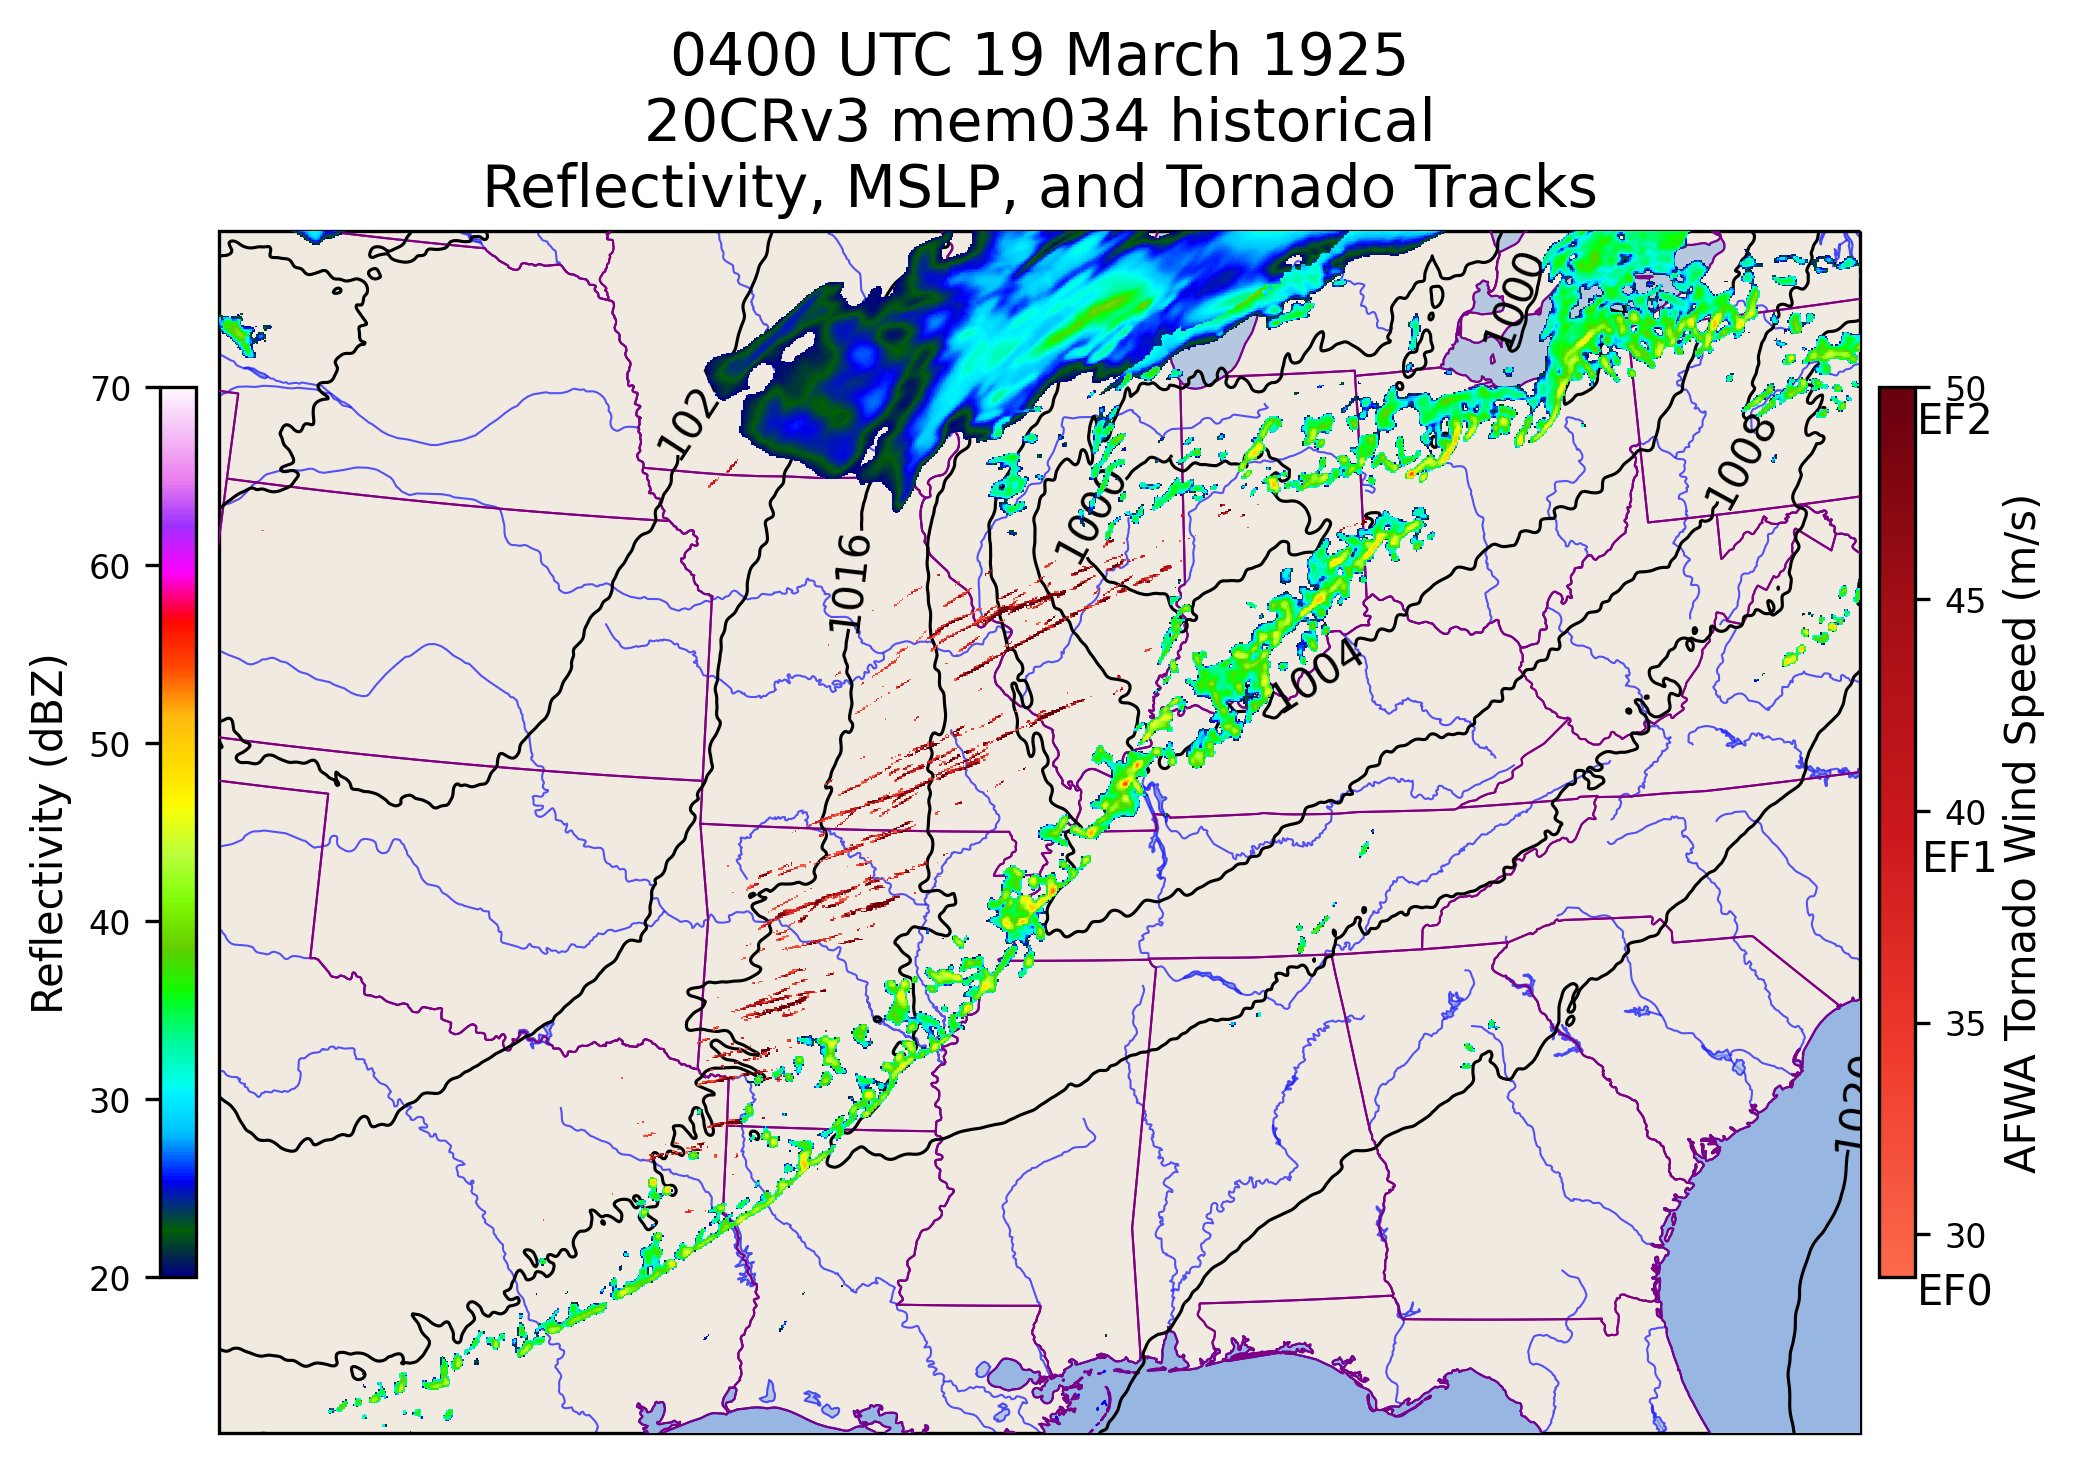 0400 UTC 19 March 1925
20CRv3 mem034 historical
Reflectivity, MSLP, and Tornado Tracks
1000
102
1008
1000
1016
1004
1020
70
60
50
40
30
20
Reflectivity (dBZ)
50
EF2
45
40
EF1
35
30
EF0
AFWA Tornado Wind Speed (m/s)